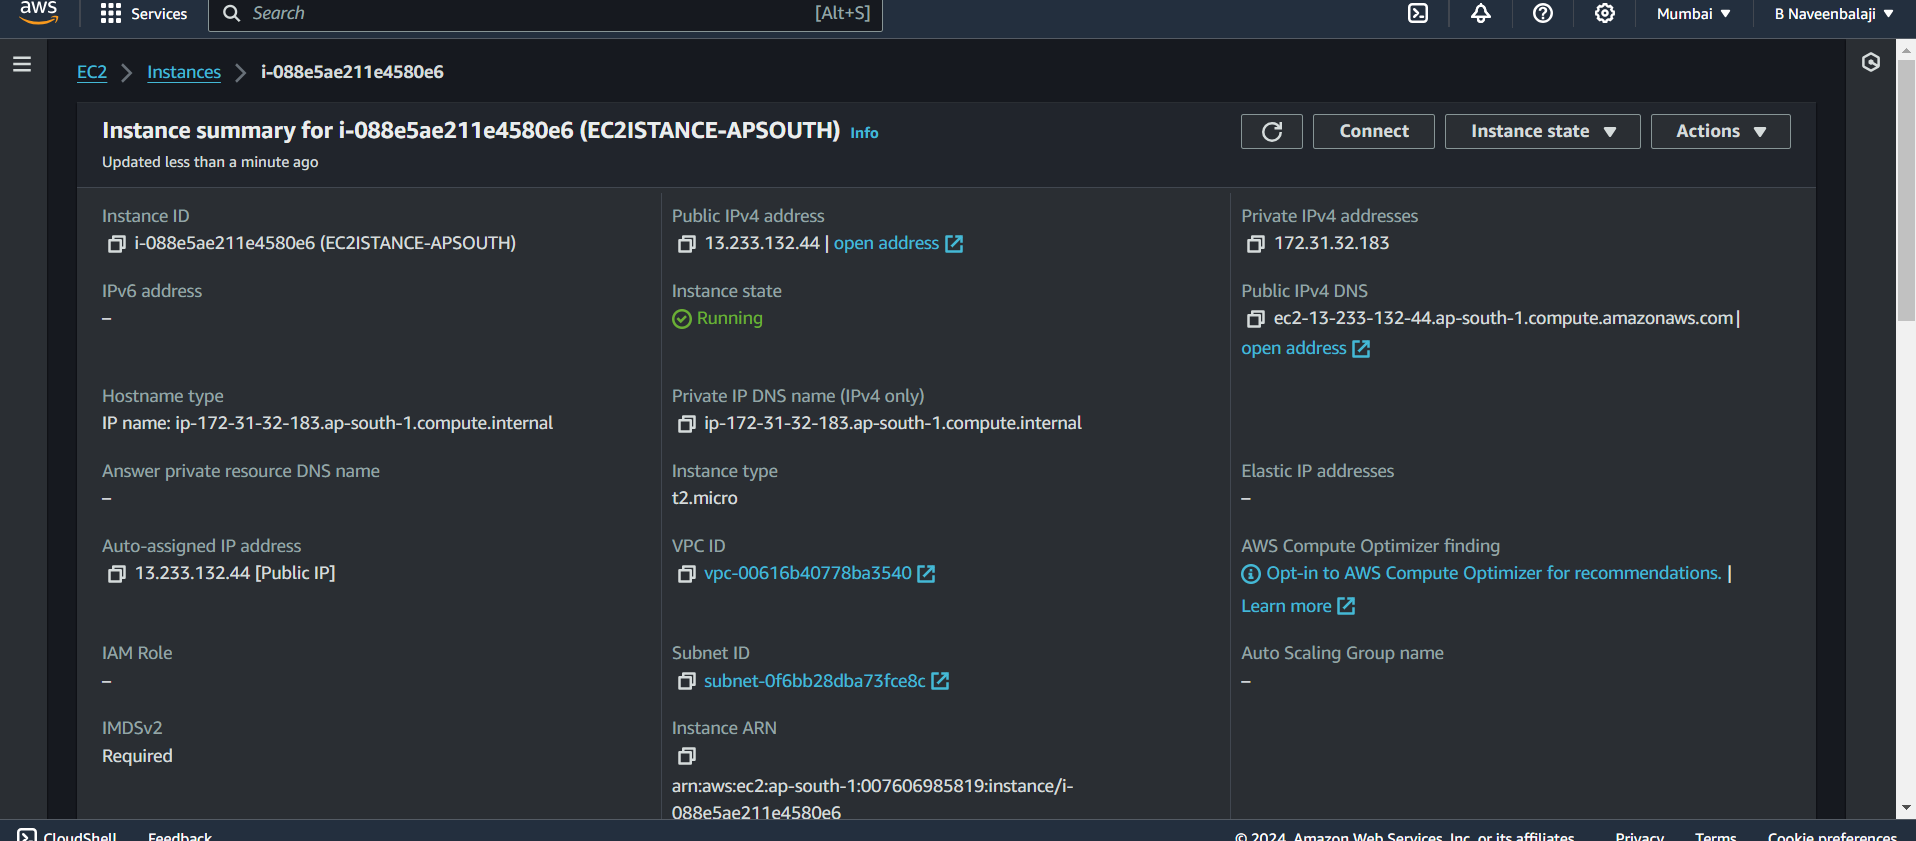 aws
Services
Search
[Alt+S]
Mumbai
B Naveenbalaji
EC2
Instances
i-088e5ae211e4580e6
Instance summary for i-088e5ae211e4580e6 (EC2ISTANCE-APSOUTH) Info
Updated less than a minute ago
Connect
Instance state
Actions
Instance ID
i-088e5ae211e4580e6 (EC2ISTANCE-APSOUTH)
Public IPv4 address
13.233.132.44 | open address
Private IPv4 addresses
172.31.32.183
IPv6 address
–
Instance state
Running
Public IPv4 DNS
ec2-13-233-132-44.ap-south-1.compute.amazonaws.com |
open address
Hostname type
IP name: ip-172-31-32-183.ap-south-1.compute.internal
Private IP DNS name (IPv4 only)
ip-172-31-32-183.ap-south-1.compute.internal
Answer private resource DNS name
–
Instance type
t2.micro
Elastic IP addresses
–
Auto-assigned IP address
13.233.132.44 [Public IP]
VPC ID
vpc-00616b40778ba3540
AWS Compute Optimizer finding
Opt-in to AWS Compute Optimizer for recommendations. |
Learn more
IAM Role
–
Subnet ID
subnet-0f6bb28dba73fce8c
Auto Scaling Group name
–
IMDSv2
Required
Instance ARN
arn:aws:ec2:ap-south-1:007606985819:instance/i-
088e5ae211e4580e6
CloudShell
Feedback
© 2024, Amazon Web Services, Inc. or its affiliates.
Privacy
Terms
Cookie preferences